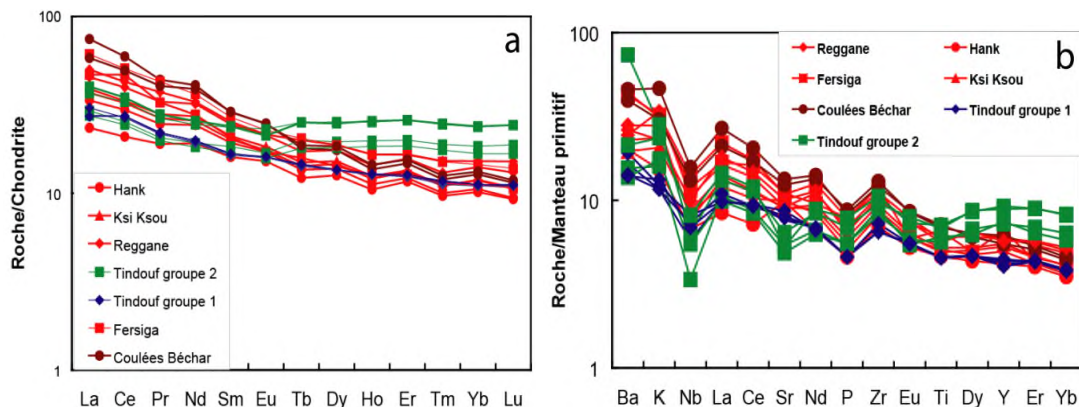 100
10
1
Roche/Chondrite
a
Hank
Ksi Ksou
Reggane
Tindouf groupe 2
Tindouf groupe 1
Fersiga
Coulées Béchar
La Ce Pr Nd Sm Eu Tb Dy Ho Er Tm Yb Lu
100
10
1
Roche/Manteau primitif
b
Reggane Hank
Fersiga Ksi Ksou
Coulées Béchar Tindouf groupe 1
Tindouf groupe 2
Ba K Nb La Ce Sr Nd P Zr Eu Ti Dy Y Yb